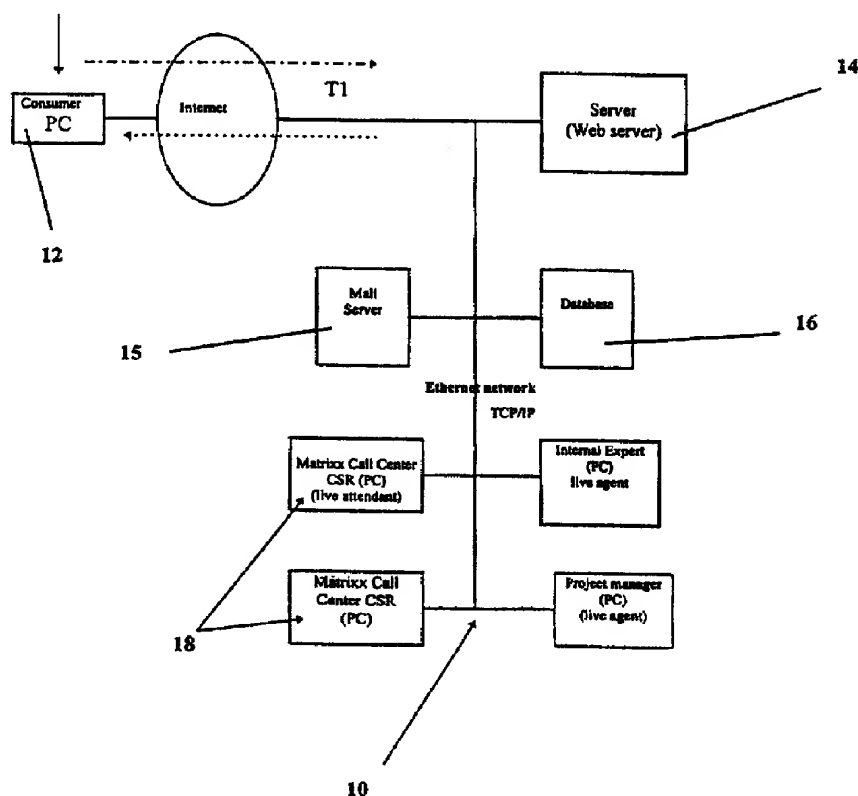 14
T1
Consumer
PC
Internet
Server
(Web server)
12
Mail
Server
Database
15
16
Ethernet network
TCP/IP
Matrixx Call Center
CSR (PC)
(live attendant)
Internal Expert
(PC)
live agent
Matrixx Call
Center CSR
(PC)
Project manager
(PC)
(live agent)
18
10